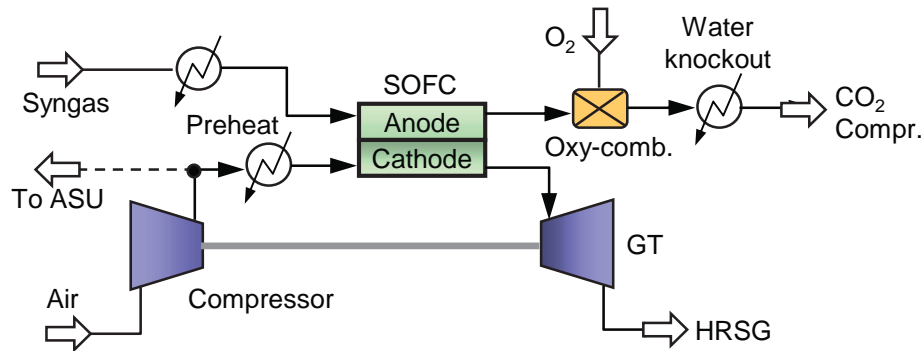 O₂
Water
knockout
Syngas
SOFC
Anode
CO₂
Compr.
Preheat
Cathode
Oxy-comb.
To ASU
GT
Air
Compressor
HRSG